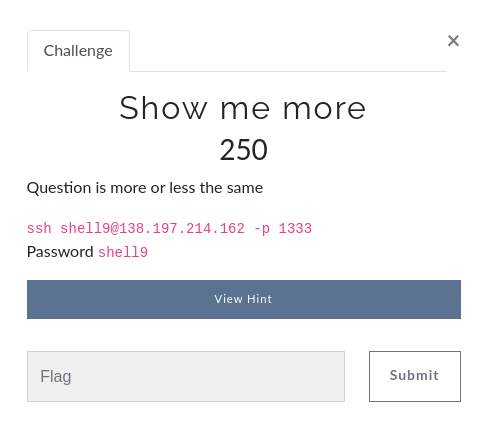 Challenge
×
Show me more
250
Question is more or less the same
ssh shell9@138.197.214.162 -p 1333
Password shell9
View Hint
Flag
Submit